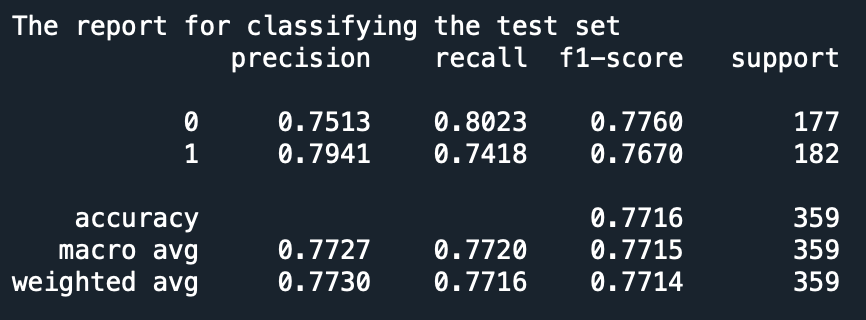 The report for classifying the test set
              precision    recall  f1-score   support

           0     0.7513    0.8023    0.7760       177
           1     0.7941    0.7418    0.7670       182

    accuracy                         0.7716       359
   macro avg     0.7727    0.7720    0.7715       359
weighted avg     0.7730    0.7716    0.7714       359